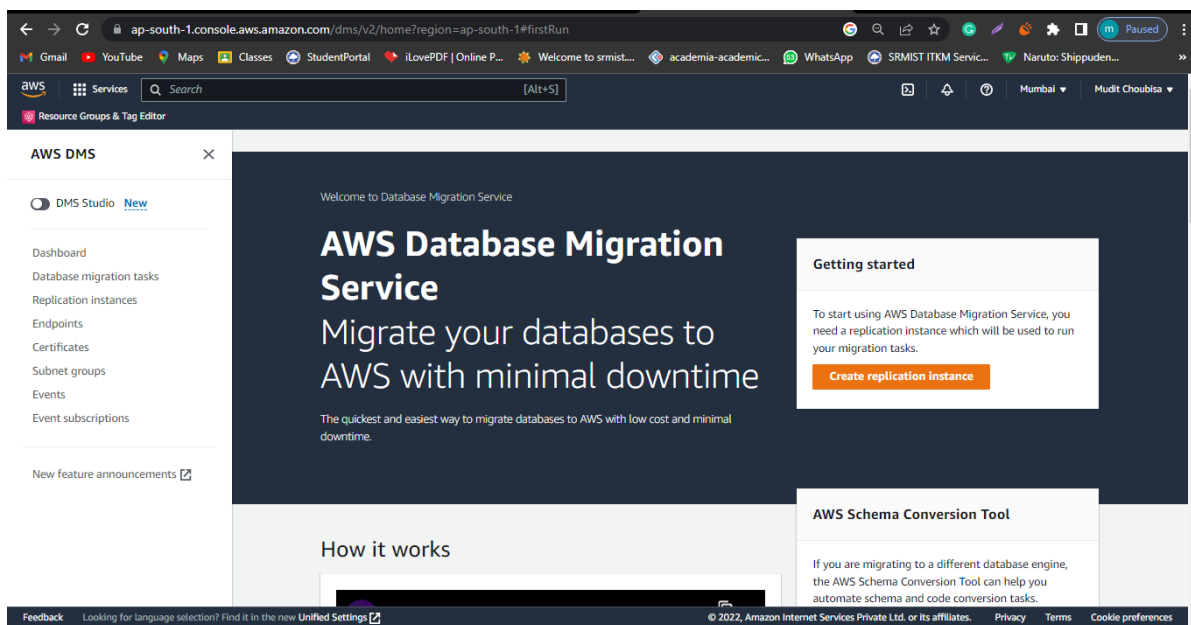 ap-south-1.console.aws.amazon.com/dms/v2/home?region=ap-south-1#firstRun
m Paused
Gmail YouTube Maps Classes StudentPortal iLovePDF | Online P... Welcome to srmist... academia-academic... 53 WhatsApp SRMIST ITKM Servic... Naruto: Shippuden... »
aws Services Search [Alt+S] Mumbai Mudit Choubisa
Resource Groups & Tag Editor
AWS DMS
DMS Studio New
Dashboard
Database migration tasks
Replication instances
Endpoints
Certificates
Subnet groups
Events
Event subscriptions
New feature announcements
Welcome to Database Migration Service
AWS Database Migration
Service
Migrate your databases to
AWS with minimal downtime
The quickest and easiest way to migrate databases to AWS with low cost and minimal
downtime.
Getting started
To start using AWS Database Migration Service, you
need a replication instance which will be used to run
your migration tasks.
Create replication instance
AWS Schema Conversion Tool
If you are migrating to a different database engine,
the AWS Schema Conversion Tool can help you
automate schema and code conversion tasks.
How it works
Feedback Looking for language selection? Find it in the new Unified Settings © 2022, Amazon Internet Services Private Ltd. or its affiliates. Privacy Terms Cookie preferences